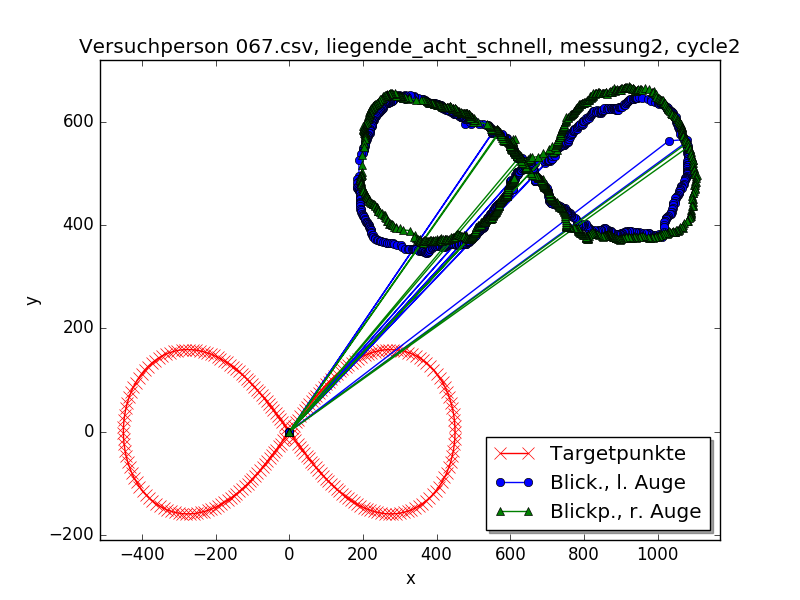 Versuchperson 067.csv, liegende_acht_schnell, messung2, cycle2
600
400
200
0
−200
y
−400
−200
0
200
400
600
800
1000
x
Targetpunkte
Blick., l. Auge
Blickp., r. Auge